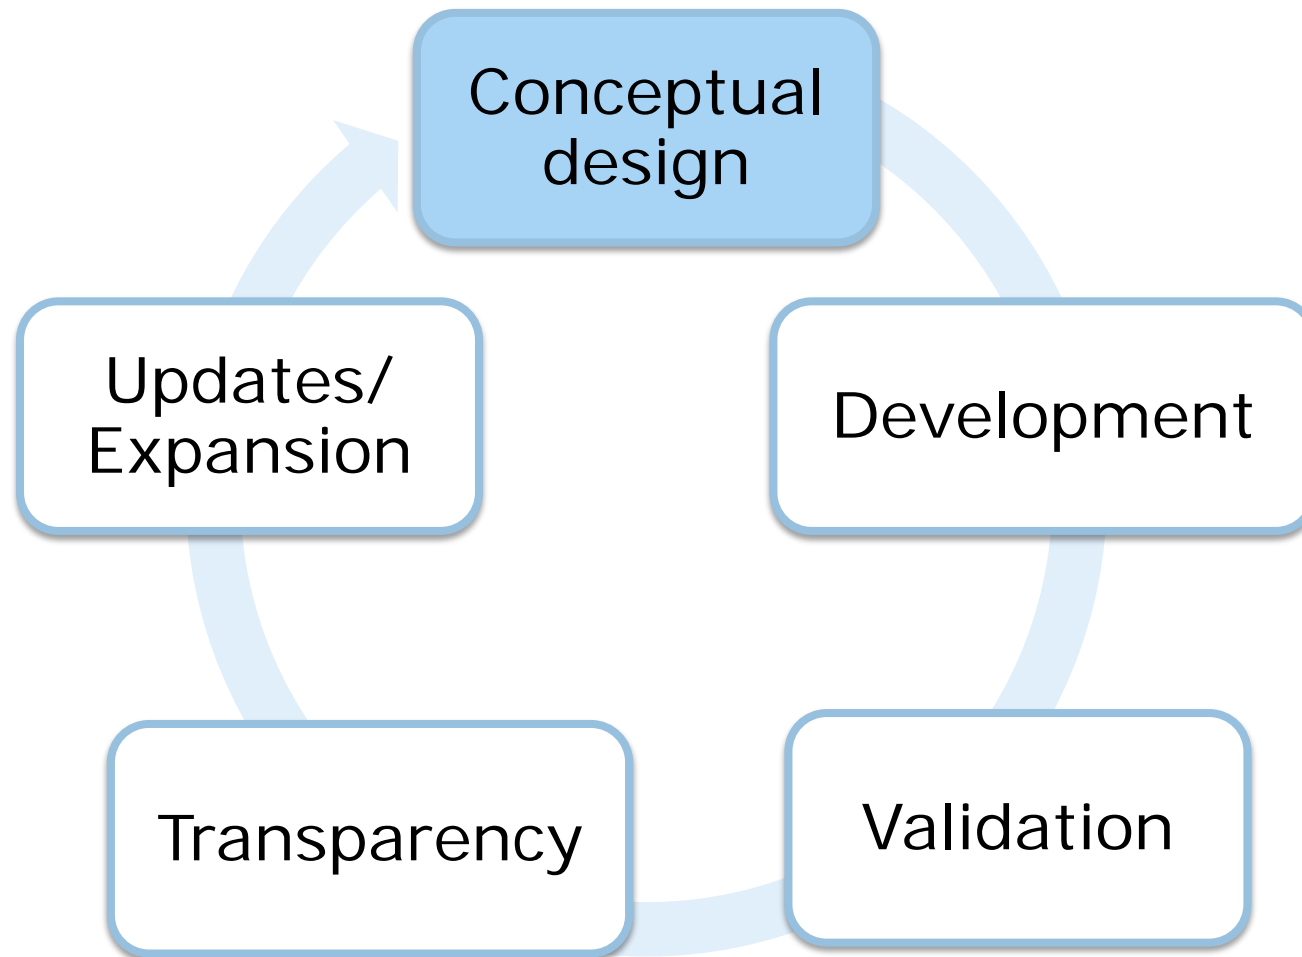 Conceptual
design
Development
Validation
Transparency
Updates/
Expansion